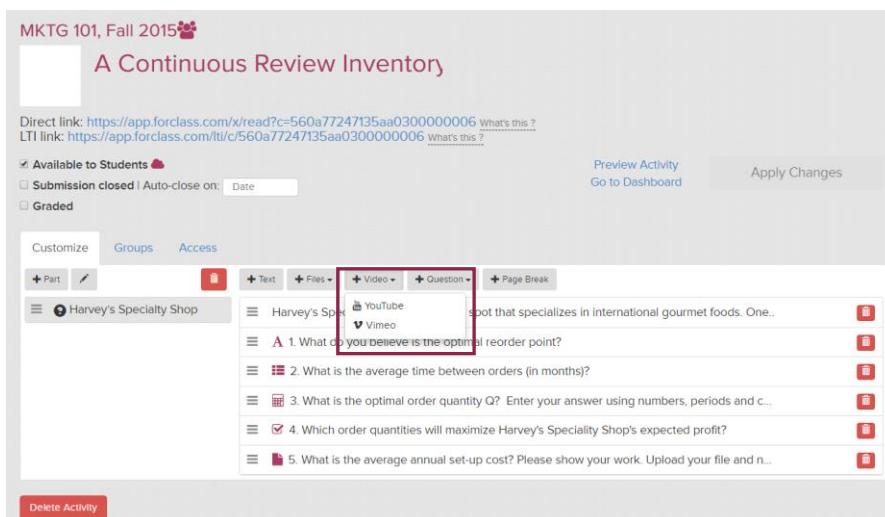 MKTG 101, Fall 2015
A Continuous Review Inventory
Direct link: https://app.forclass.com/x/read?c=560a77247135aa0300000006 What's this ?
LTI link: https://app.forclass.com/lti/c/560a77247135aa0300000006 What's this ?
Available to Students
Preview Activity
Submission closed | Auto-close on: Date
Go to Dashboard
Apply Changes
Graded
Customize Groups Access
+ Part
+ Text + Files + Video + Question + Page Break
YouTube
Vimeo
Harvey's Specialty Shop
Harvey's Spe spot that specializes in international gourmet foods. One..
A 1. What do you believe is the optimal reorder point?
2. What is the average time between orders (in months)?
3. What is the optimal order quantity Q? Enter your answer using numbers, periods and c...
4. Which order quantities will maximize Harvey's Speciality Shop's expected profit?
5. What is the average annual set-up cost? Please show your work. Upload your file and n...
Delete Activity